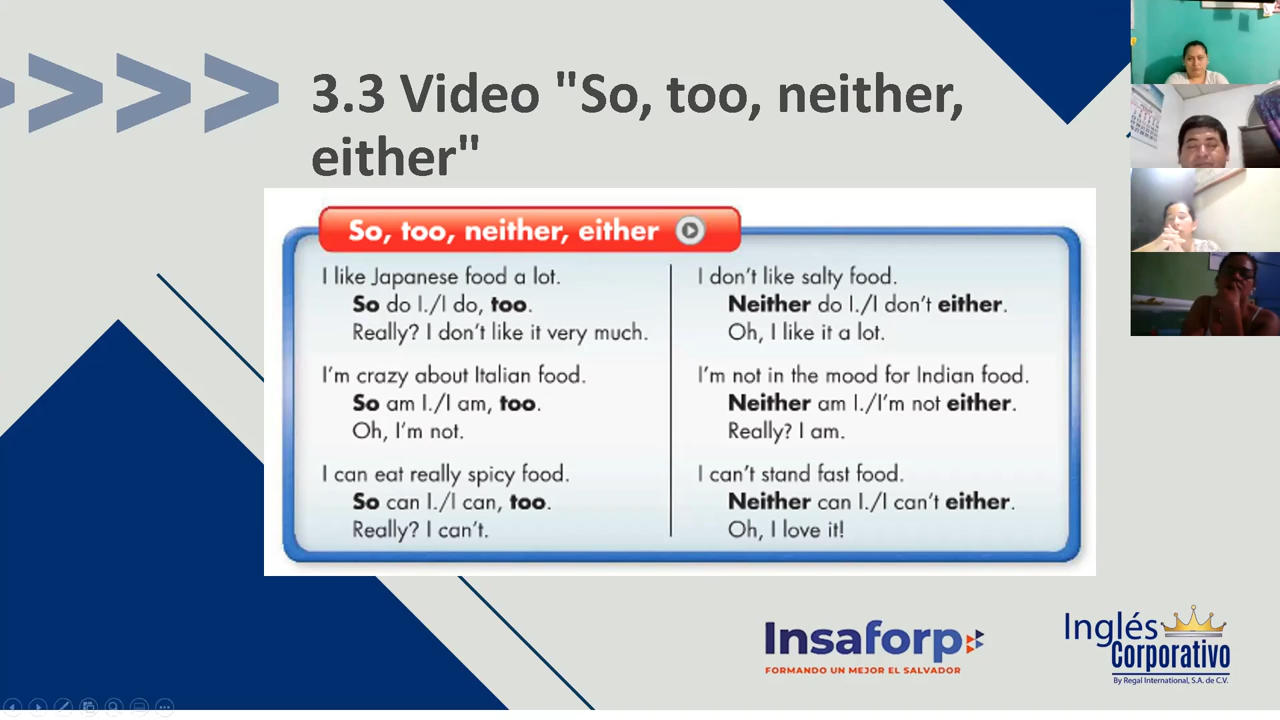 3.3 Video "So, too, neither,
either"
So, too, neither, either
I like Japanese food a lot.
So do I./I do, too.
Really? I don't like it very much.
I'm crazy about Italian food.
So am I./I am, too.
Oh, I'm not.
I can eat really spicy food.
So can I./I can, too.
Really? I can't.
I don't like salty food.
Neither do I./I don't either.
Oh, I like it a lot.
I'm not in the mood for Indian food.
Neither am I./I'm not either.
Really? I am.
I can't stand fast food.
Neither can I./I can't either.
Oh, I love it!
Insaforp
FORMANDO UN MEJOR EL SALVADOR
Inglés
Corporativo
By Regal International, S.A. de C.V.